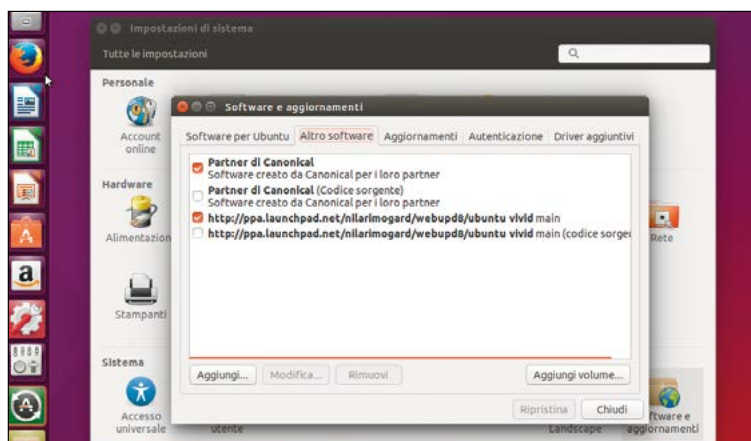 Impostazioni di sistema
Tutte le impostazioni
Personale
Account
online
Hardware
Alimentazion
Stampanti
Sistema
Accesso
universale
utente
Software e aggiornamenti
Software per Ubuntu Altro software Aggiornamenti Autenticazione Driver aggiuntivi
Partner di Canonical
Software creato da Canonical per i loro partner
Partner di Canonical (Codice sorgente)
Software creato da Canonical per i loro partner
http://ppa.launchpad.net/nilarimogard/webupd8/ubuntu vivid main
http://ppa.launchpad.net/nilarimogard/webupd8/ubuntu vivid main (codice sorge
Aggiungi... Modifica... Rimuovi Aggiungi volume...
Ripristina Chiudi
Rete
Landscape
ftware e
aggiornamenti